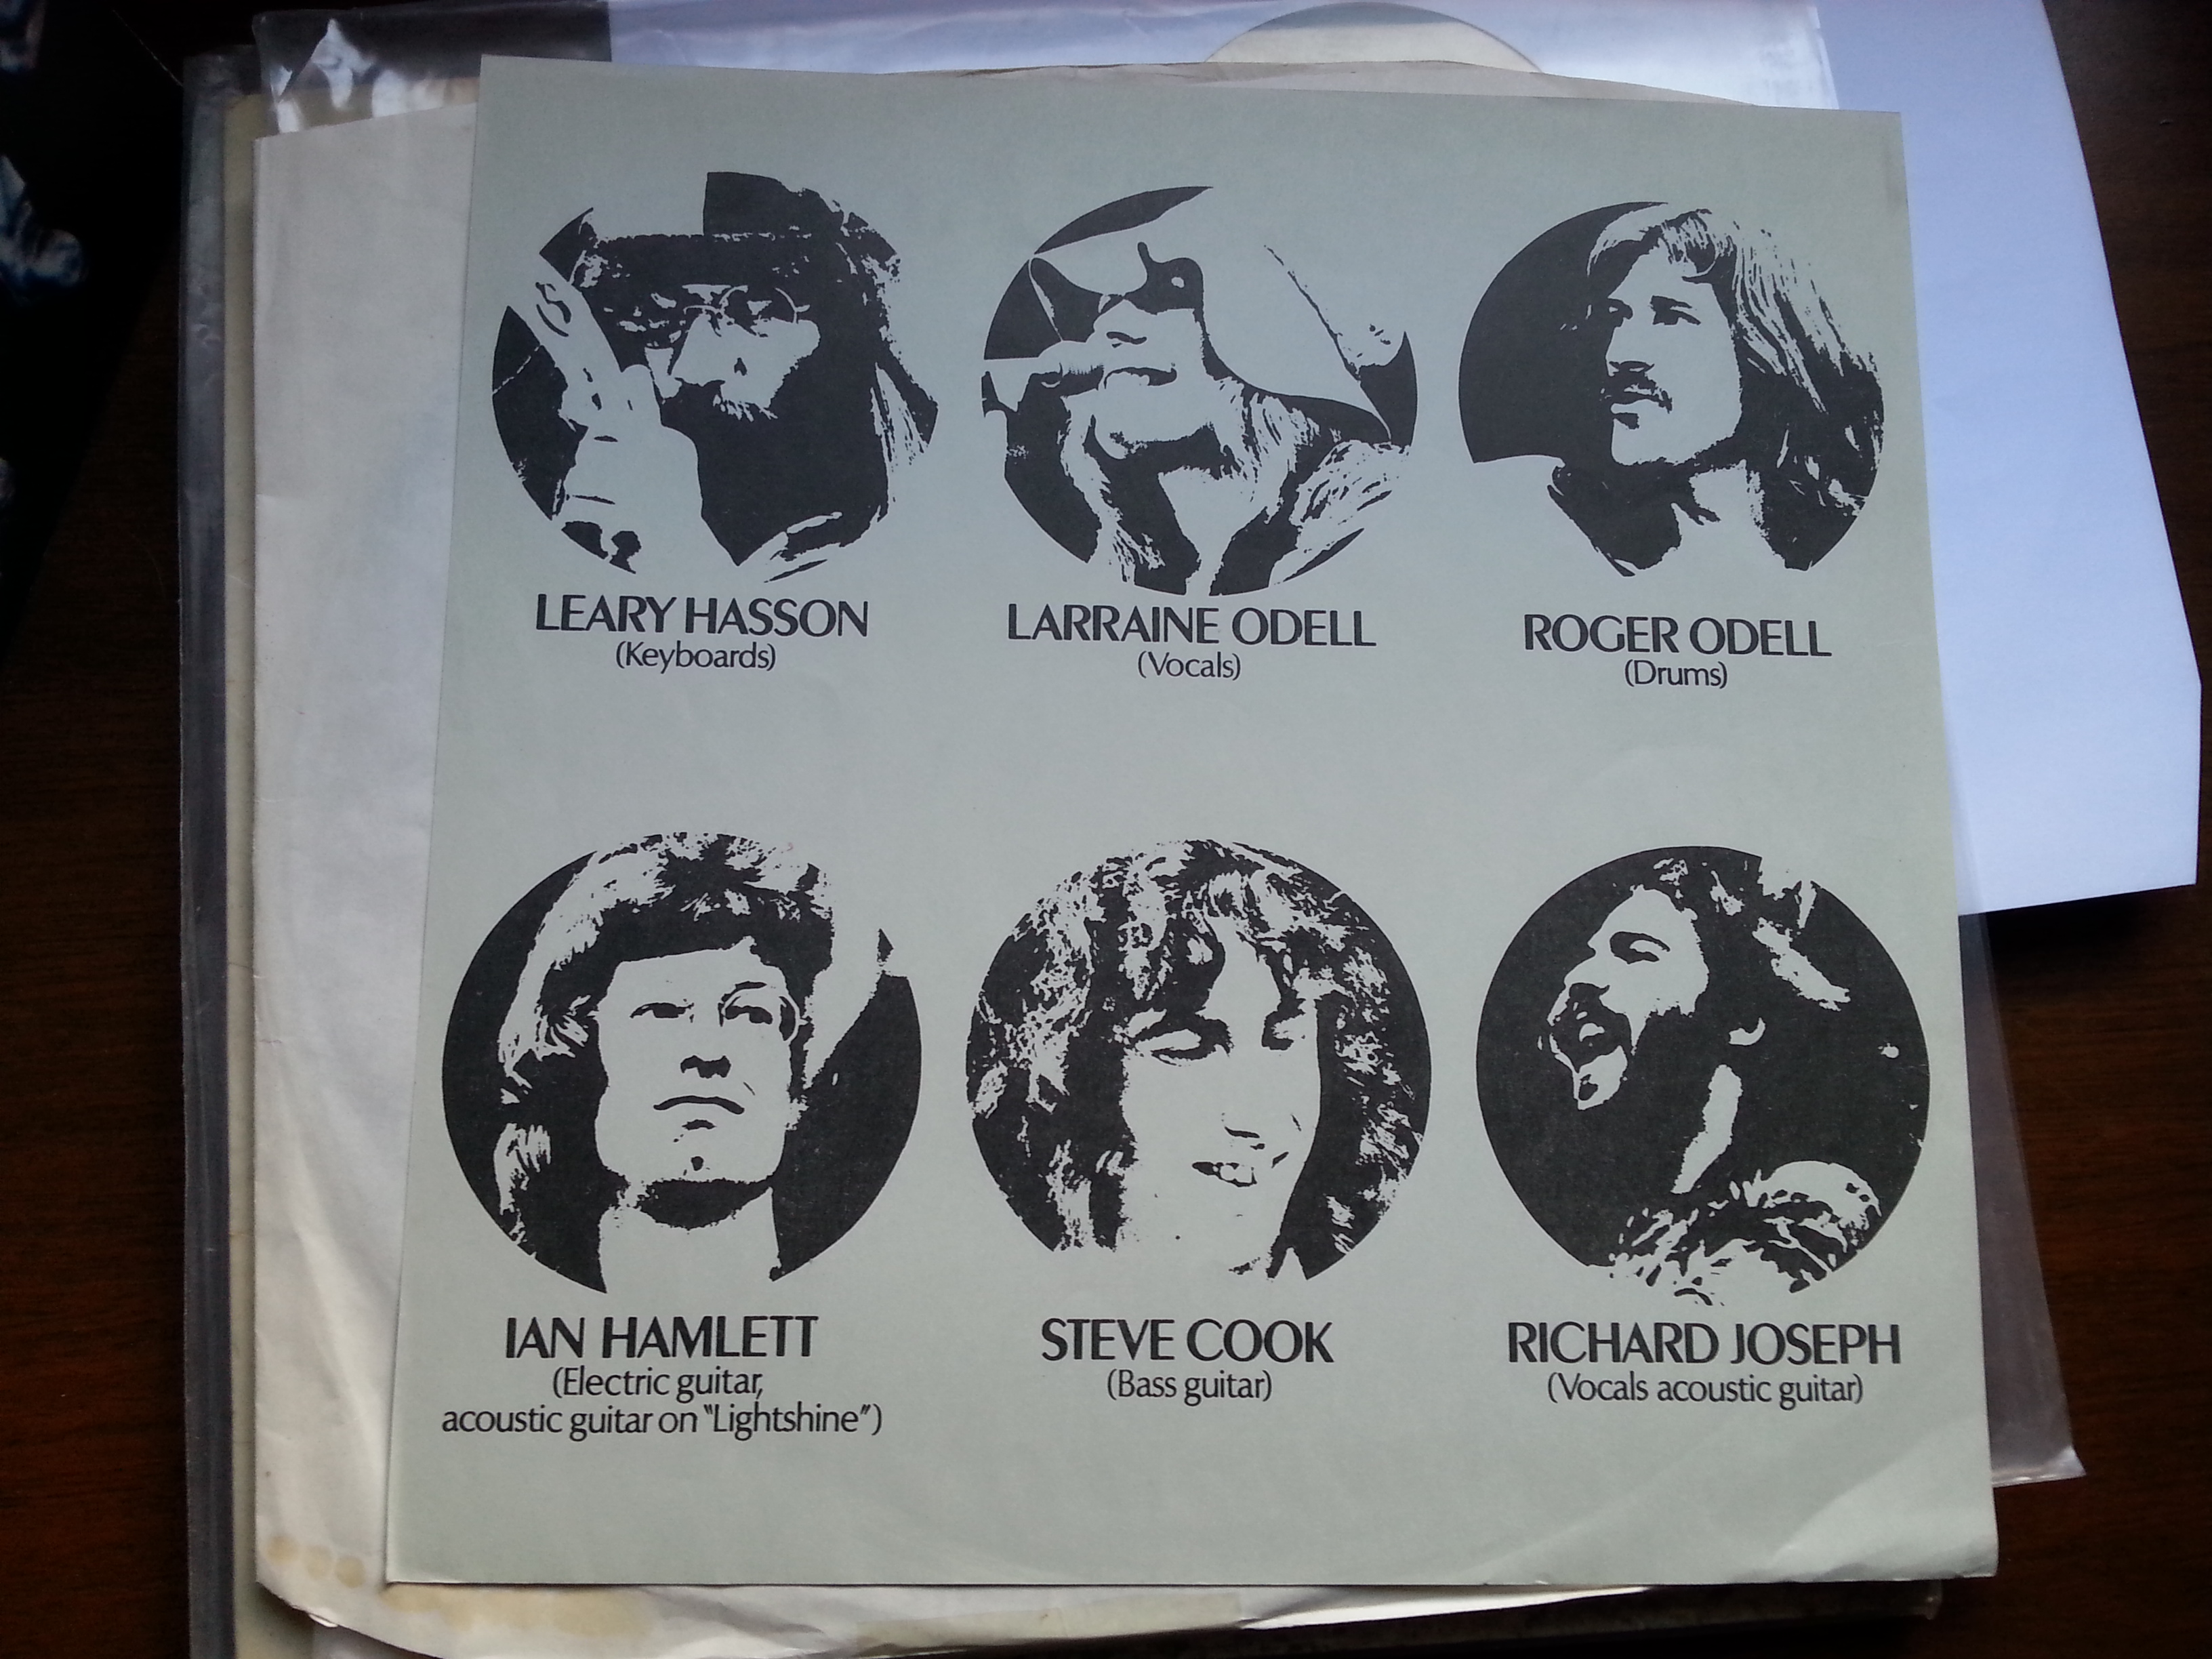 LEARY HASSON
(Keyboards)
LARRAINE ODELL
(Vocals)
ROGER ODELL
(Drums)
IAN HAMLETT
(Electric guitar,
acoustic guitar on "Lightshine")
STEVE COOK
(Bass guitar)
RICHARD JOSEPH
(Vocals acoustic guitar)